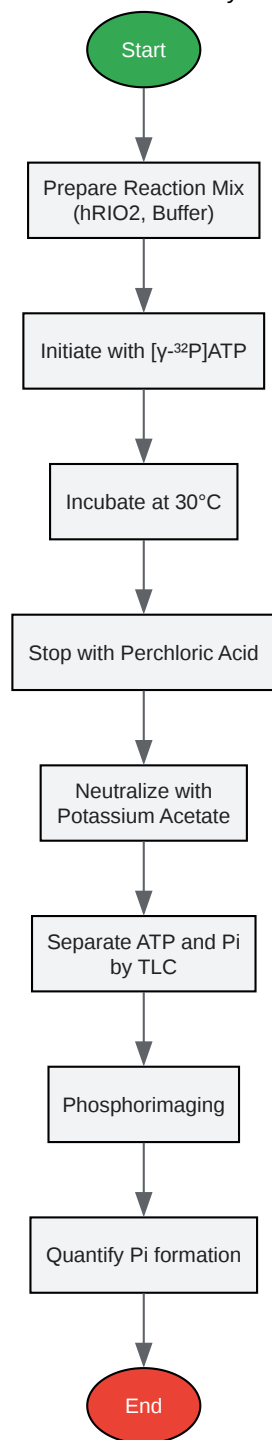 Start
Prepare Reaction Mix
(hRIO2, Buffer)
Initiate with [γ-³²P]ATP
Incubate at 30°C
Stop with Perchloric Acid
Neutralize with
Potassium Acetate
Separate ATP and Pi
by TLC
Phosphorimaging
Quantify Pi formation
End